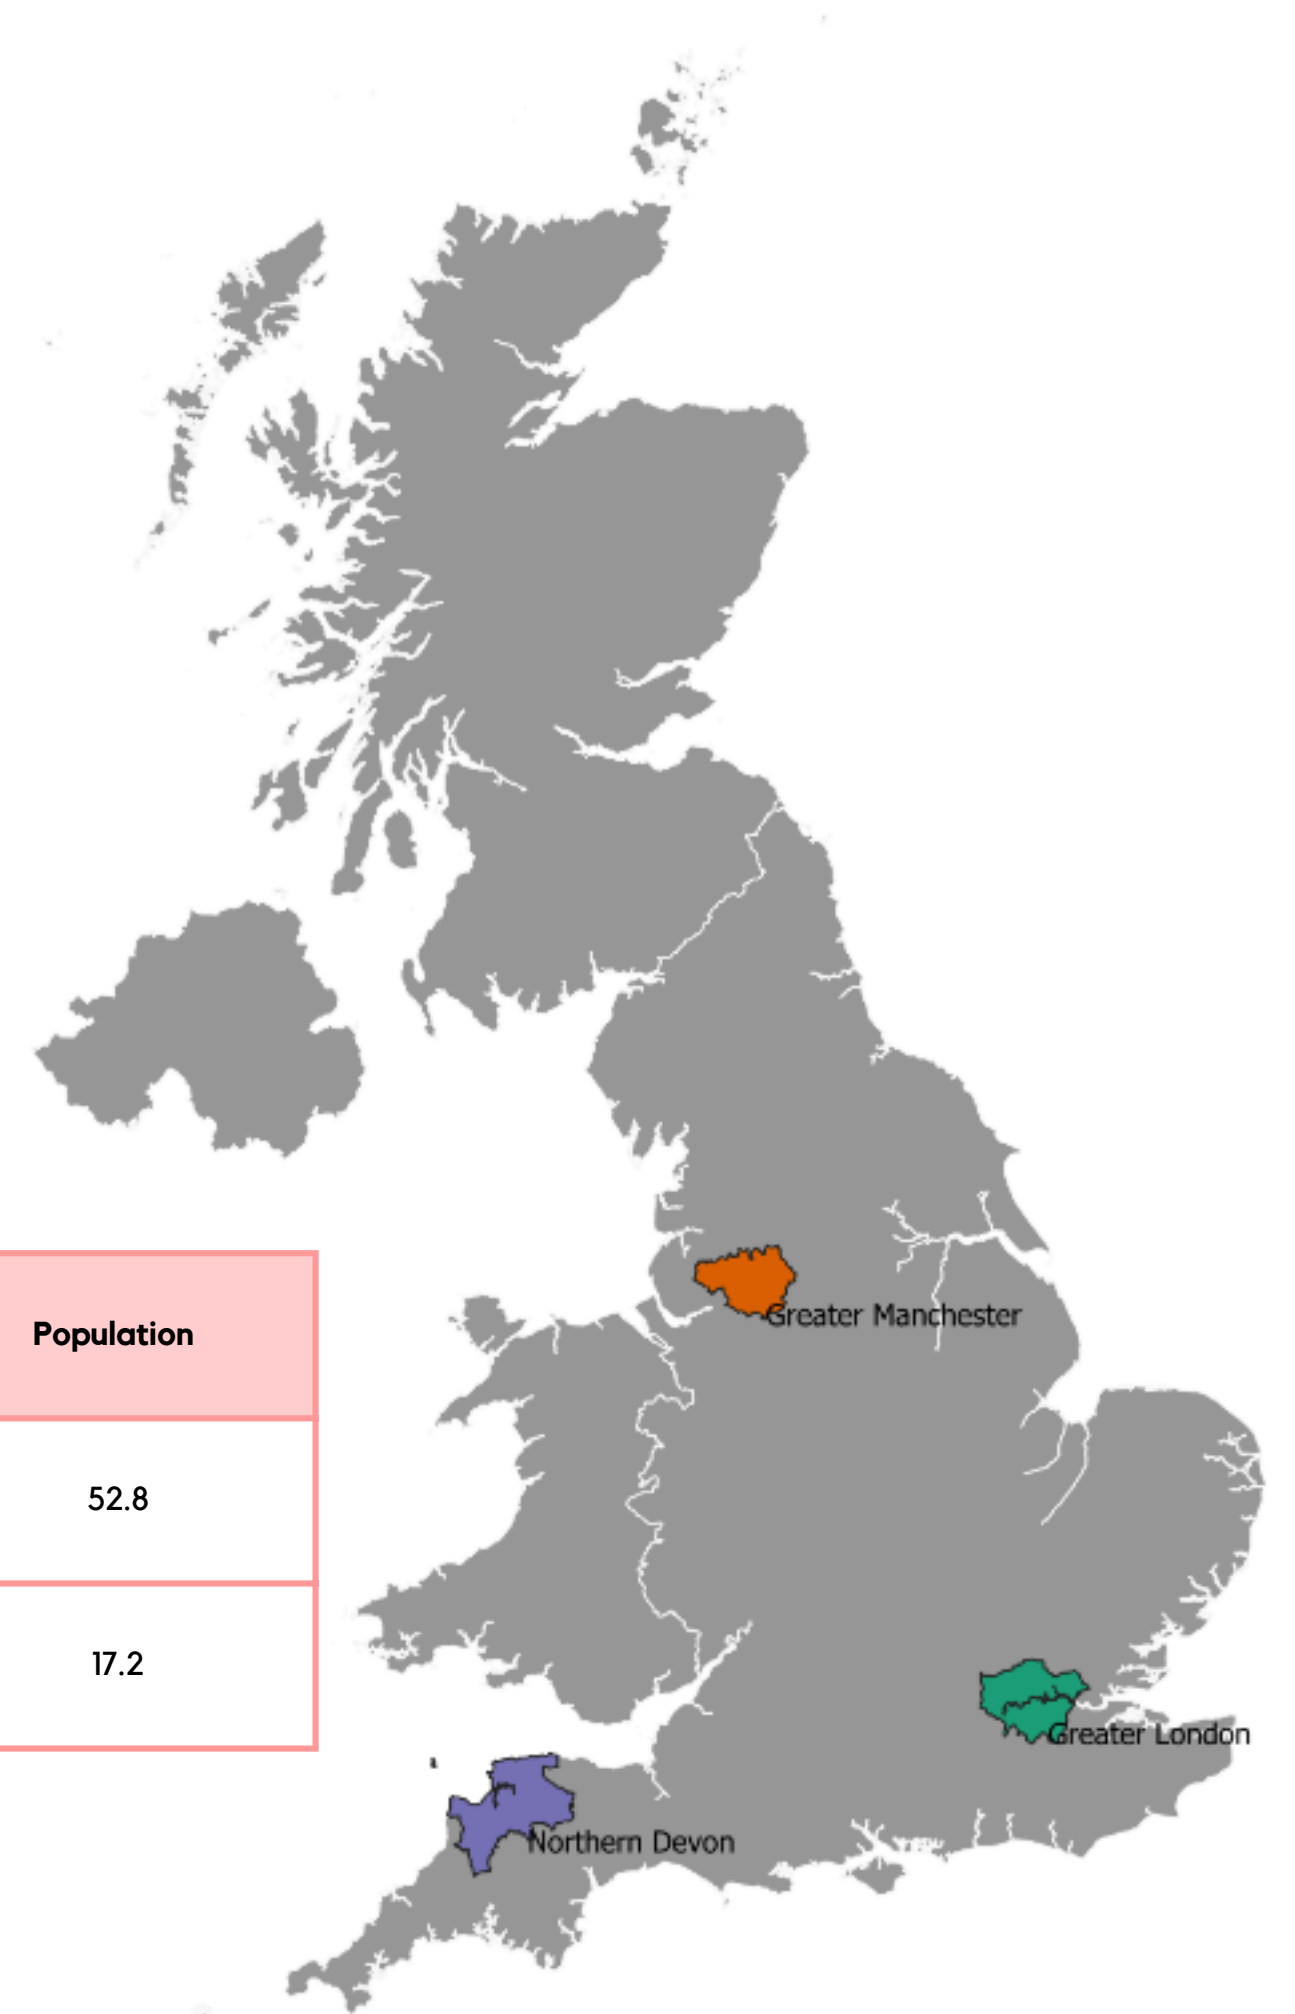 Population
52.8
17.2
Greater Manchester
Greater London
Northern Devon